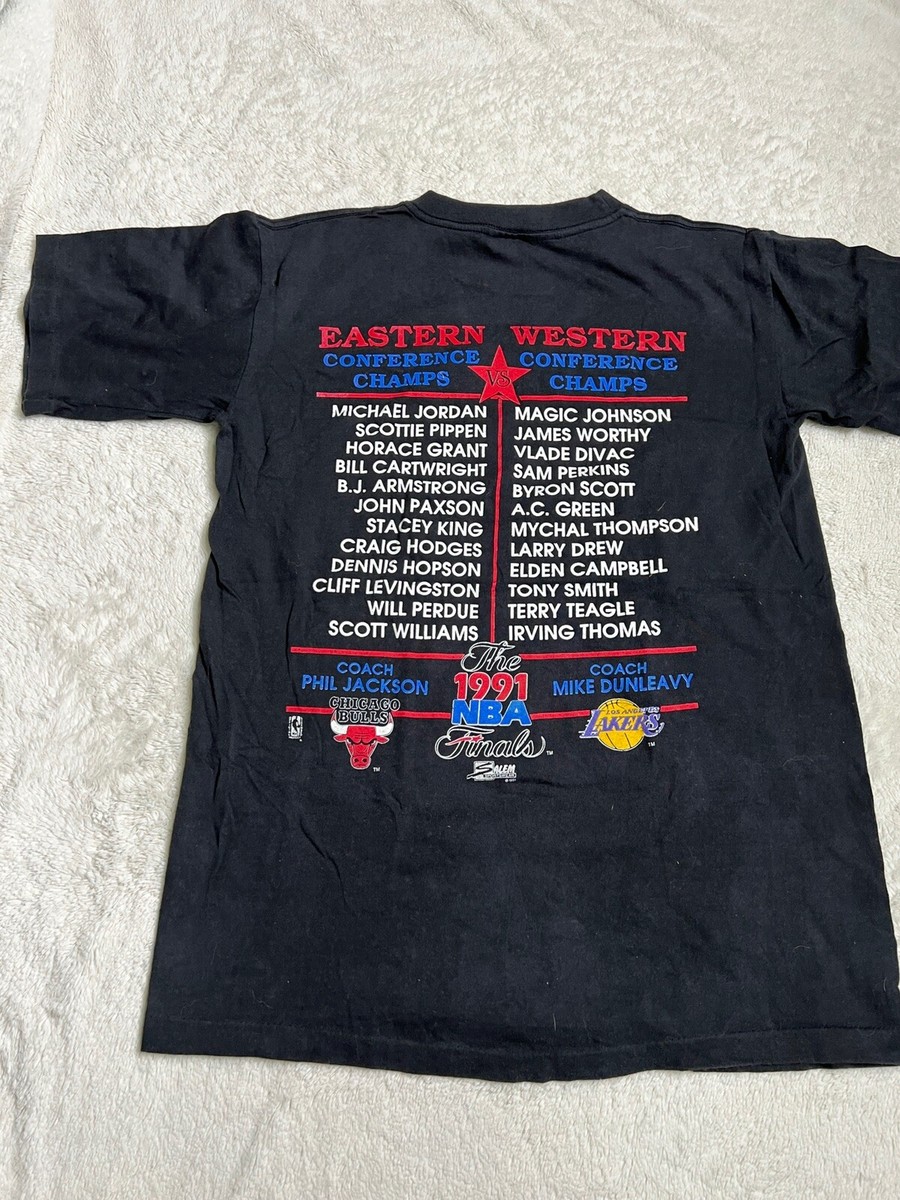 EASTERN WESTERN
CONFERENCE CONFERENCE
CHAMPS VS CHAMPS
MICHAEL JORDAN MAGIC JOHNSON
SCOTTIE PIPPEN JAMES WORTHY
HORACE GRANT VLADE DIVAC
BILL CARTWRIGHT SAM PERKINS
B.J. ARMSTRONG BYRON SCOTT
JOHN PAXSON A.C. GREEN
STACEY KING MYCHAL THOMPSON
CRAIG HODGES LARRY DREW
DENNIS HOPSON ELDEN CAMPBELL
CLIFF LEVINGSTON TONY SMITH
WILL PERDUE TERRY TEAGLE
SCOTT WILLIAMS IRVING THOMAS
COACH
PHIL JACKSON
COACH
MIKE DUNLEAVY
The
1991
NBA
Finals TM
CHICAGO
BULLS
TM
LOS ANGELES
LAKERS
TM
SALEM